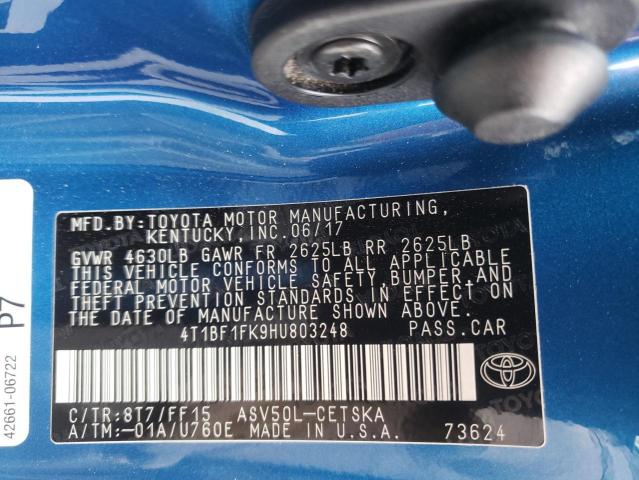 MFD.BY:TOYOTA MOTOR MANUFACTURING,
KENTUCKY,INC.06/17
GVWR 4630LB GAWR FR 2625LB RR 2625LB
THIS VEHICLE CONFORMS TO ALL APPLICABLE
FEDERAL MOTOR VEHICLE SAFETY,BUMPER,AND
THEFT PREVENTION STANDARDS IN EFFECT ON
THE DATE OF MANUFACTURE SHOWN ABOVE.
4T1BF1FK9HU803248 PASS.CAR
C/TR:8T7/FF15 ASV50L-CETSKA
A/TM:-01A/U760E MADE IN U.S.A. 73624
TOYOTA
42661-06722 P7